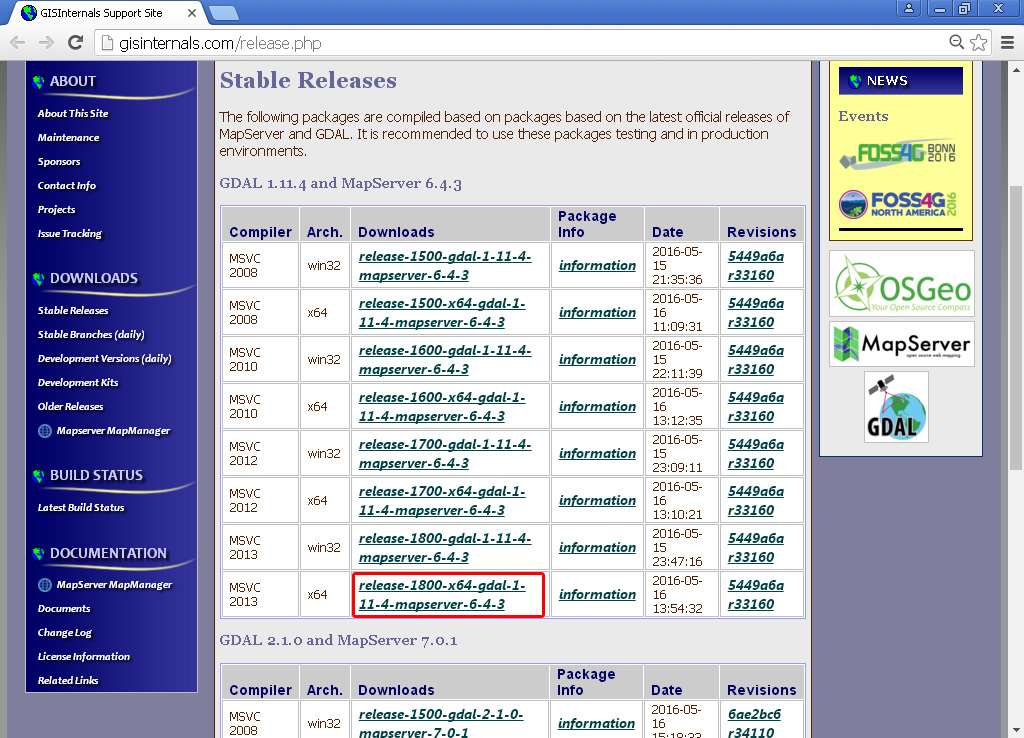 GISInternals Support Site
gisinternals.com/release.php
ABOUT
About This Site
Maintenance
Sponsors
Contact Info
Projects
Issue Tracking
DOWNLOADS
Stable Releases
Stable Branches (daily)
Development Versions (daily)
Development Kits
Older Releases
Mapserver MapManager
BUILD STATUS
Latest Build Status
DOCUMENTATION
MapServer MapManager
Documents
Change Log
License Information
Related Links
Stable Releases
The following packages are compiled based on packages based on the latest official releases of
MapServer and GDAL. It is recommended to use these packages testing and in production
environments.
GDAL 1.11.4 and MapServer 6.4.3
Compiler Arch. Downloads Package Info Date Revisions
MSVC 2008 win32 release-1500-gdal-1-11-4-mapserver-6-4-3 information 2016-05-15 21:35:36 5449a6a r33160
MSVC 2008 x64 release-1500-x64-gdal-1-11-4-mapserver-6-4-3 information 2016-05-16 11:09:31 5449a6a r33160
MSVC 2010 win32 release-1600-gdal-1-11-4-mapserver-6-4-3 information 2016-05-15 22:11:39 5449a6a r33160
MSVC 2010 x64 release-1600-x64-gdal-1-11-4-mapserver-6-4-3 information 2016-05-16 13:12:35 5449a6a r33160
MSVC 2012 win32 release-1700-gdal-1-11-4-mapserver-6-4-3 information 2016-05-15 23:09:11 5449a6a r33160
MSVC 2012 x64 release-1700-x64-gdal-1-11-4-mapserver-6-4-3 information 2016-05-16 13:10:21 5449a6a r33160
MSVC 2013 win32 release-1800-gdal-1-11-4-mapserver-6-4-3 information 2016-05-15 23:47:16 5449a6a r33160
MSVC 2013 x64 release-1800-x64-gdal-1-11-4-mapserver-6-4-3 information 2016-05-16 13:54:32 5449a6a r33160
GDAL 2.1.0 and MapServer 7.0.1
Compiler Arch. Downloads Package Info Date Revisions
MSVC 2008 win32 release-1500-gdal-2-1-0-mapserver-7-0-1 information 2016-05-16 6ae2bc6 r34110
NEWS
Events
FOSS4G BONN 2016
FOSS4G 2016
NORTH AMERICA
OSGeo
Your Open Source Compass
MapServer
open source web mapping
GDAL